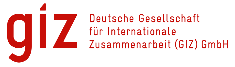 giz
Deutsche Gesellschaft
für Internationale
Zusammenarbeit (GIZ) GmbH